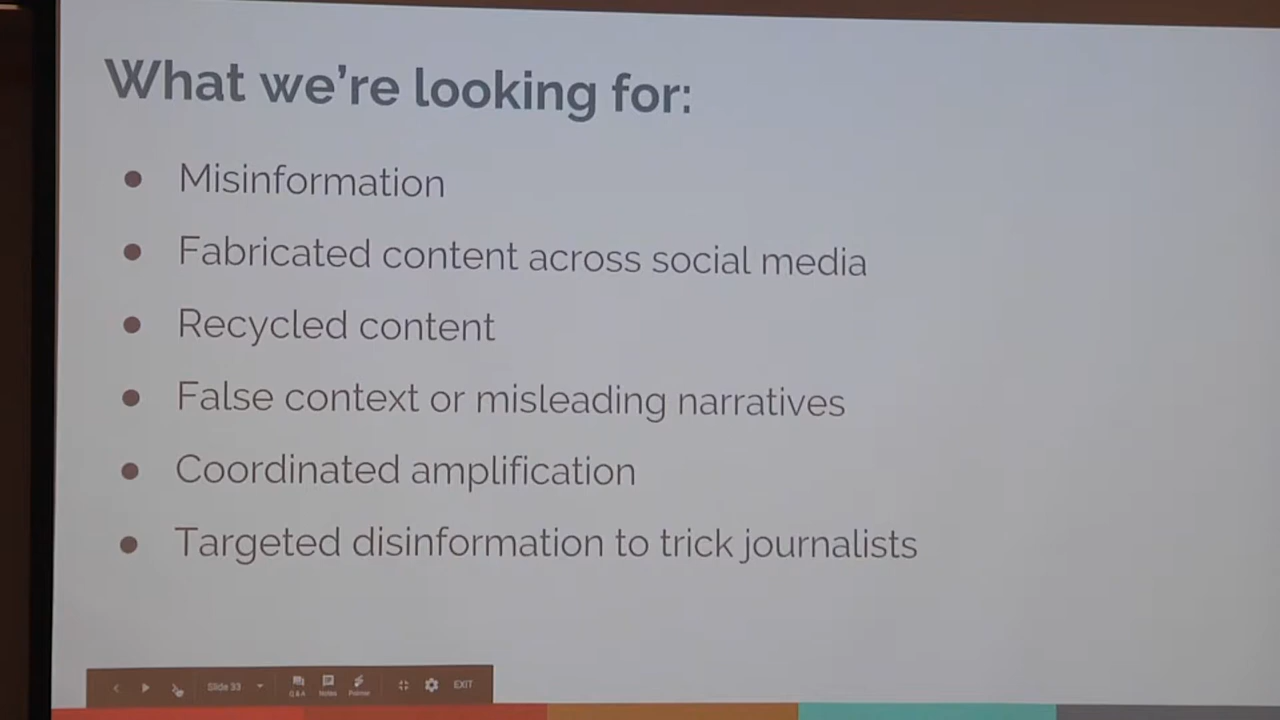 What we’re looking for:
● Misinformation
● Fabricated content across social media
● Recycled content
● False context or misleading narratives
● Coordinated amplification
● Targeted disinformation to trick journalists
Slide 33 Q&A Notes Pointer EXIT